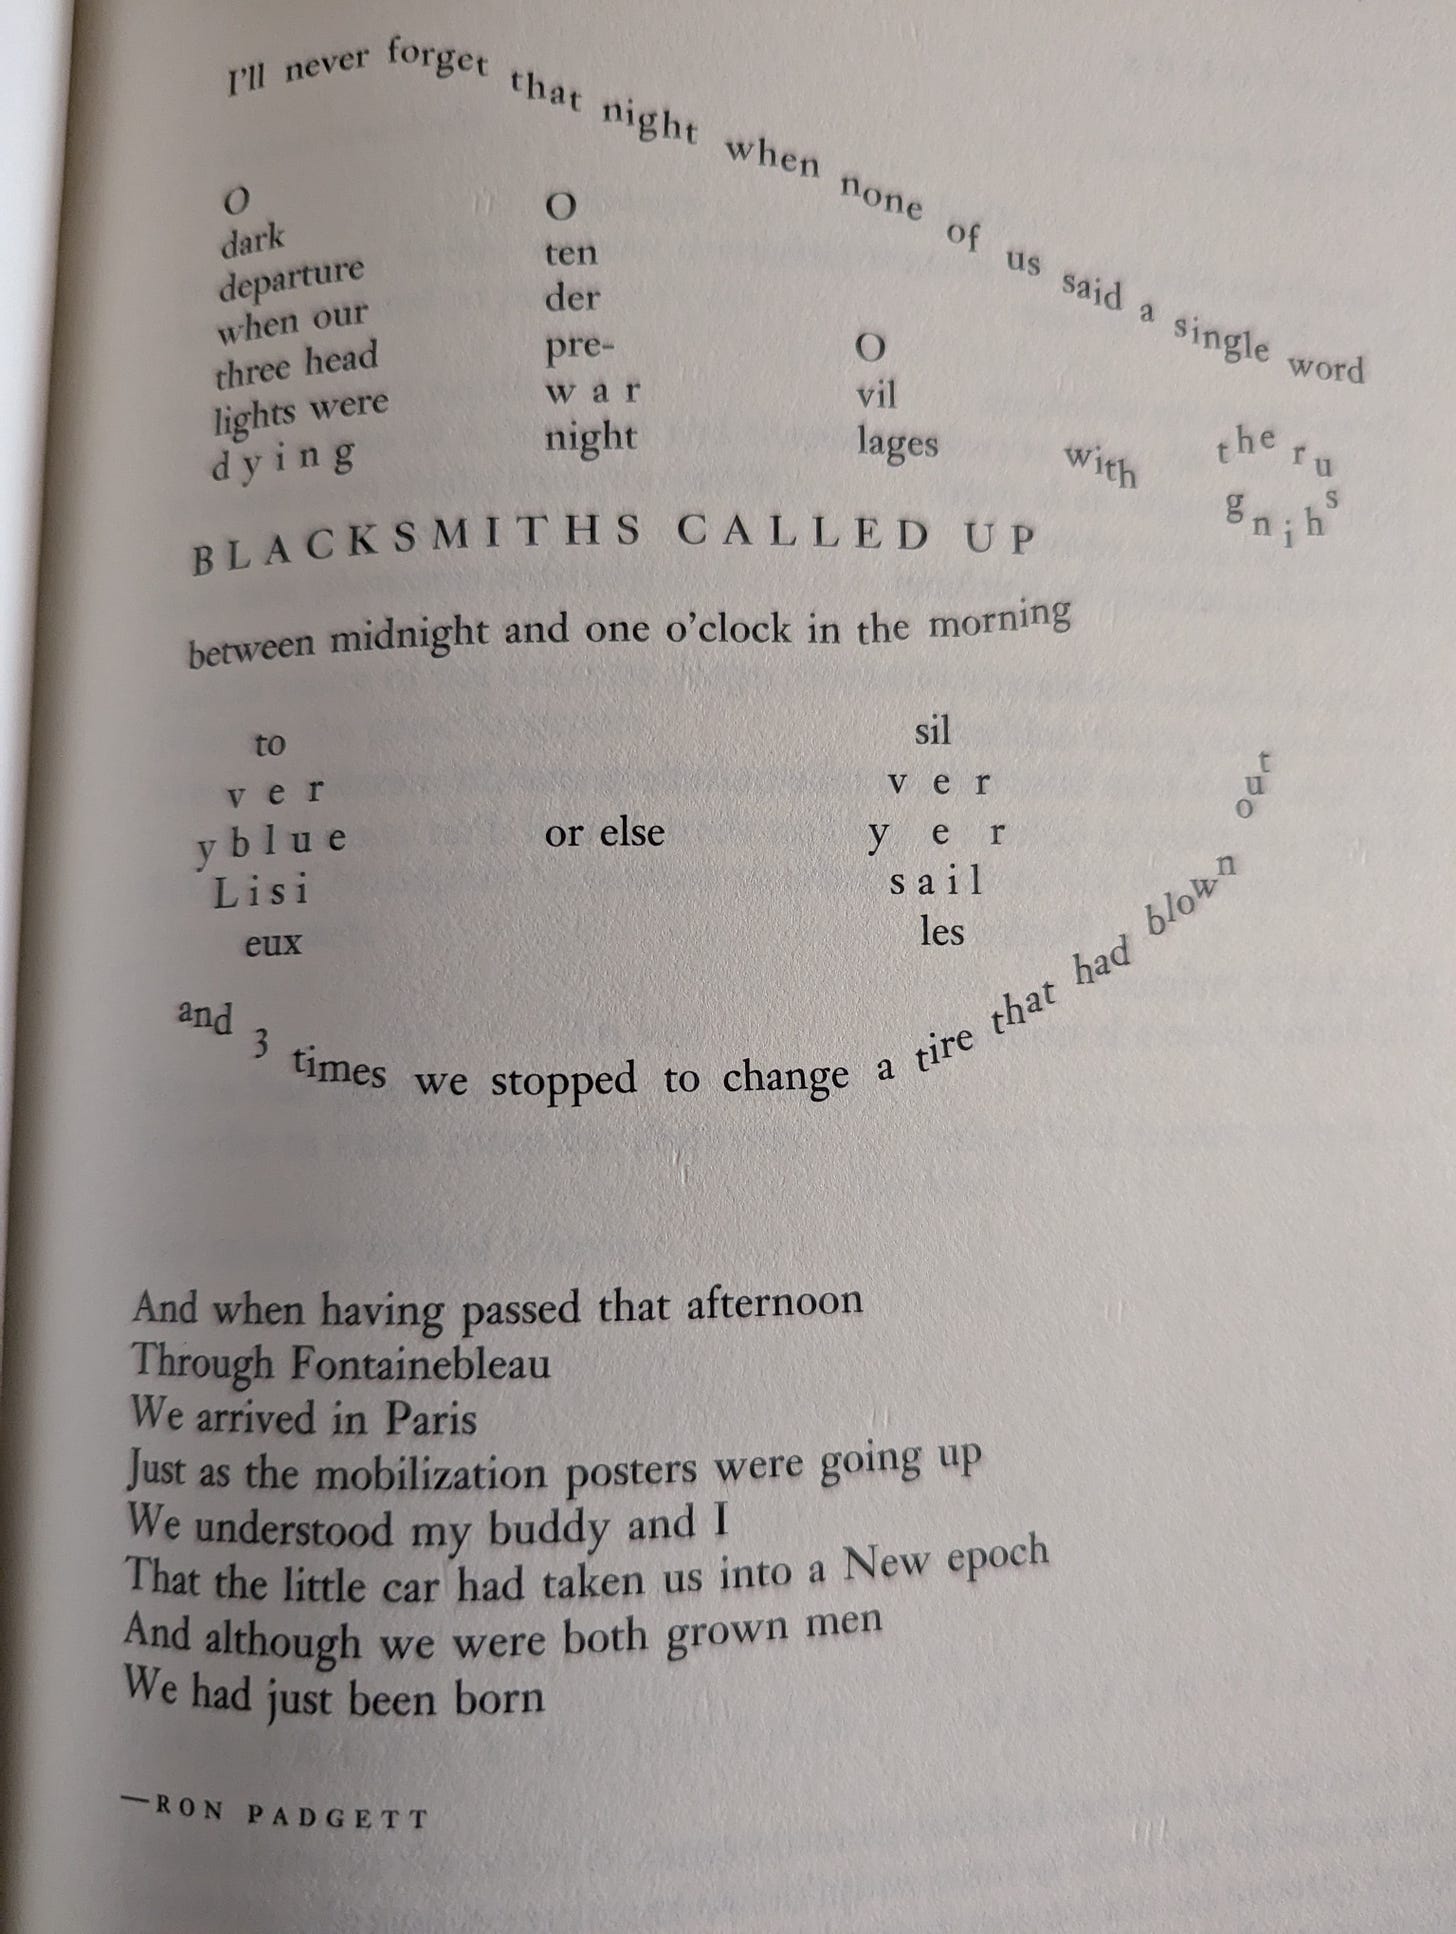 I'll never forget that night when none of us said a single word
O
dark
departure
when our
three head
lights were
dying
O
ten
der
pre-
war
night
O
vil
lages
with
the ru
gnihs
BLACKSMITHS CALLED UP
between midnight and one o'clock in the morning
to
ver
yblue
Lisi
eux
or else
sil
ver
yer
sail
les
and 3 times we stopped to change a tire that had blown out
And when having passed that afternoon
Through Fontainebleau
We arrived in Paris
Just as the mobilization posters were going up
We understood my buddy and I
That the little car had taken us into a New epoch
And although we were both grown men
We had just been born
—RON PADGETT